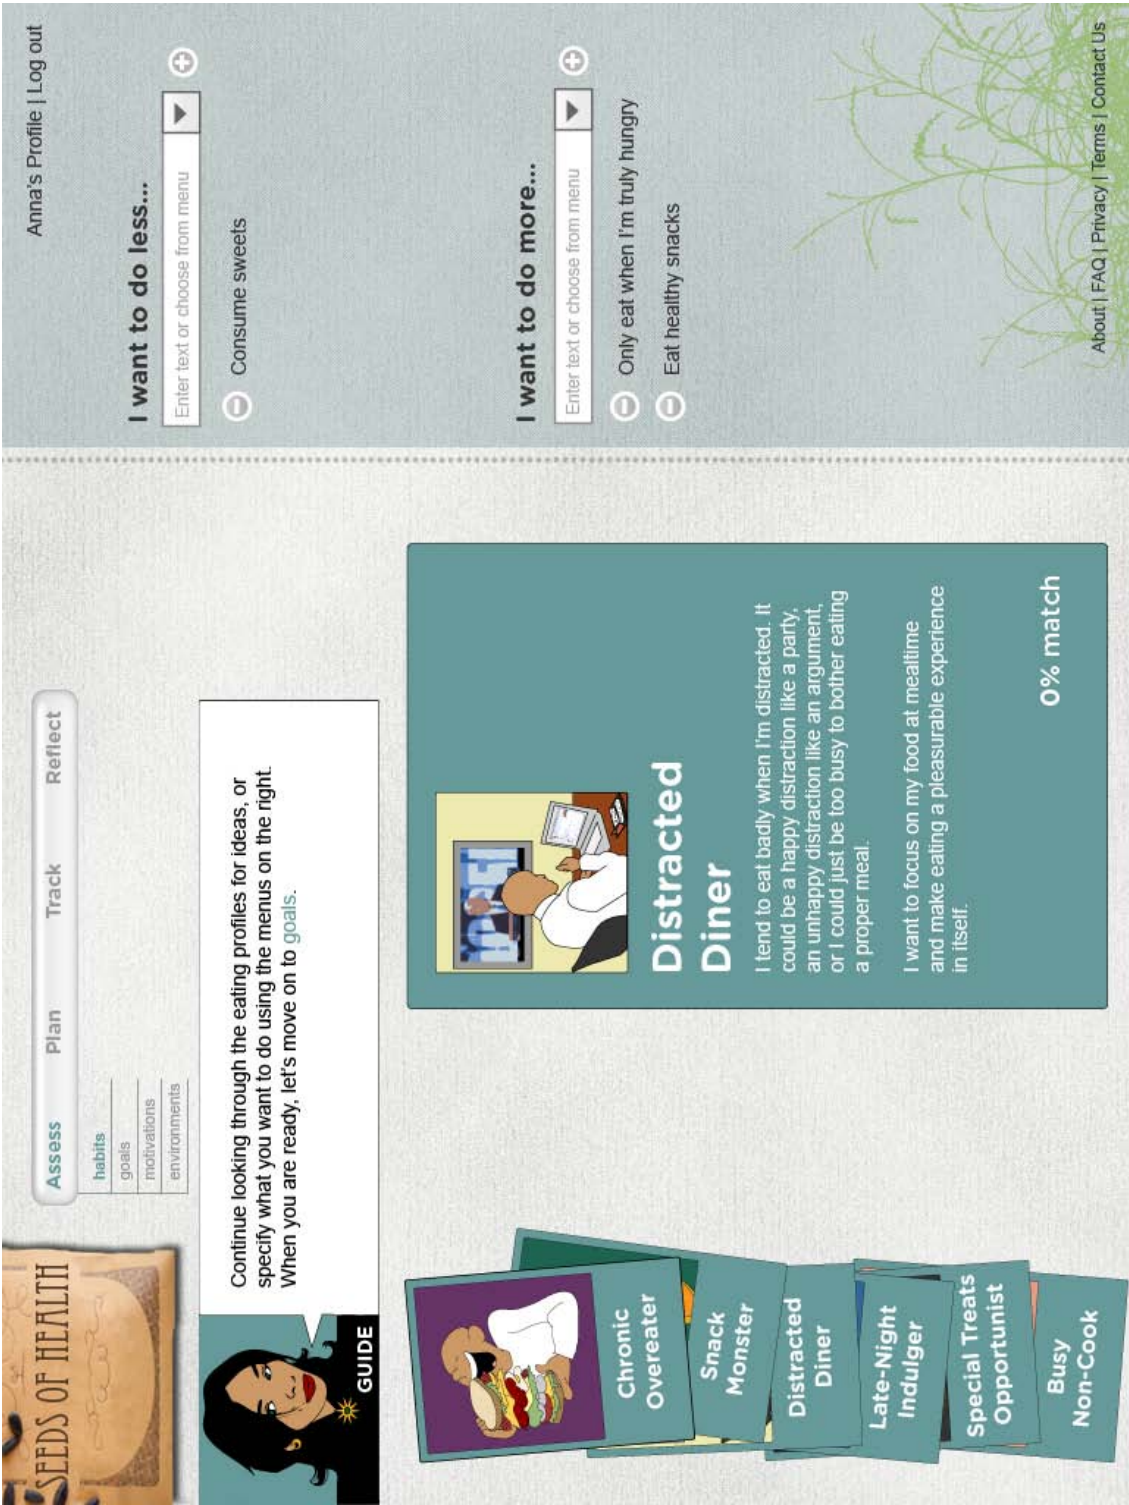 SEEDS OF HEALTH
Assess Plan Track Reflect
habits
goals
motivations
environments
Anna's Profile | Log out
GUIDE
Continue looking through the eating profiles for ideas, or
specify what you want to do using the menus on the right.
When you are ready, let's move on to goals.
Chronic
Overeater
Snack
Monster
Distracted
Diner
Late-Night
Indulger
Special Treats
Opportunist
Busy
Non-Cook
Distracted
Diner
I tend to eat badly when I'm distracted. It
could be a happy distraction like a party,
an unhappy distraction like an argument,
or I could just be too busy to bother eating
a proper meal.
I want to focus on my food at mealtime
and make eating a pleasurable experience
in itself.
0% match
I want to do less...
Enter text or choose from menu
Consume sweets
I want to do more...
Enter text or choose from menu
Only eat when I'm truly hungry
Eat healthy snacks
About | FAQ | Privacy | Terms | Contact Us